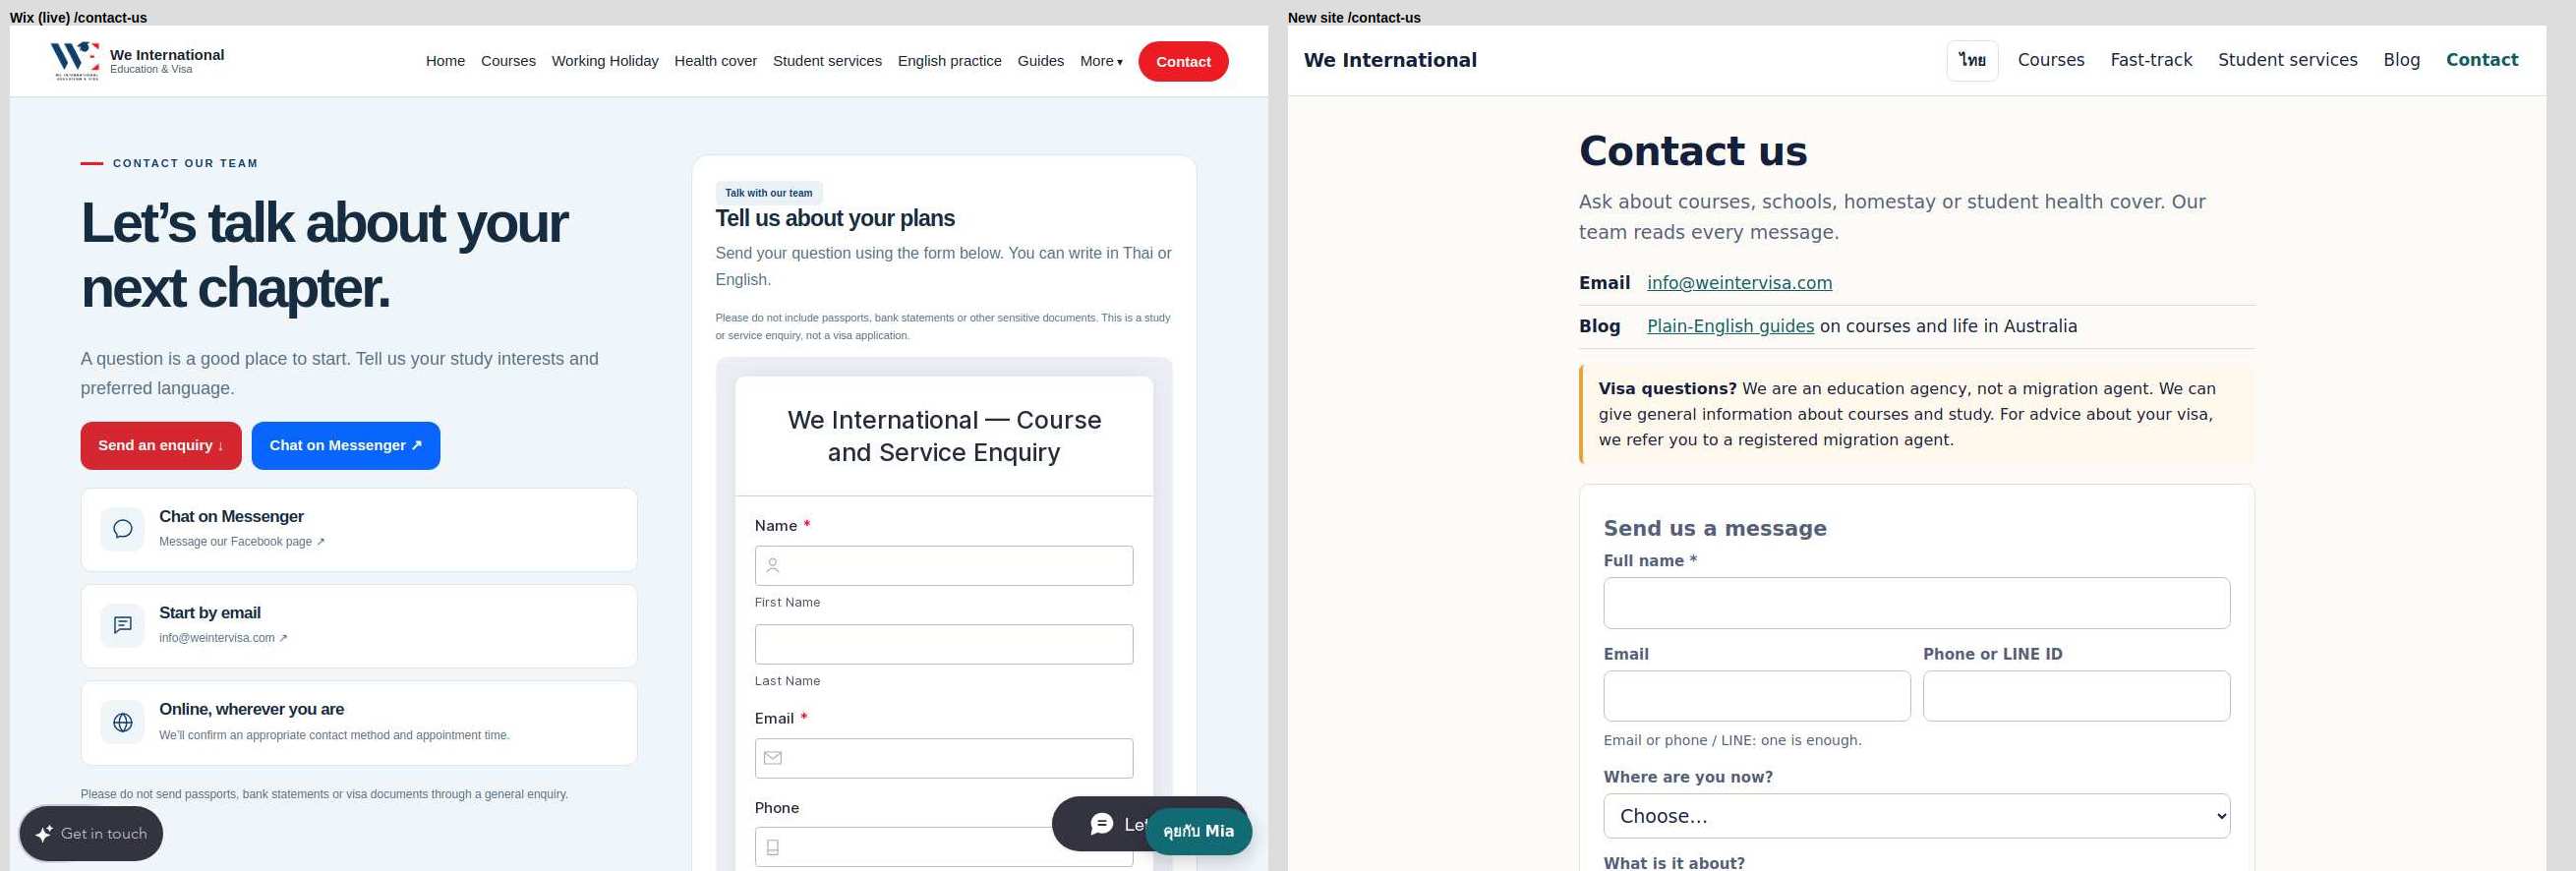 Wix (live) /contact-us
We International
Education & Visa
WE INTERNATIONAL
EDUCATION & VISA
Home Courses Working Holiday Health cover Student services English practice Guides More ▾ Contact
CONTACT OUR TEAM
Let’s talk about your
next chapter.
A question is a good place to start. Tell us your study interests and
preferred language.
Send an enquiry ↓ Chat on Messenger ↗
Chat on Messenger
Message our Facebook page ↗
Start by email
info@weintervisa.com ↗
Online, wherever you are
We’ll confirm an appropriate contact method and appointment time.
Please do not send passports, bank statements or visa documents through a general enquiry.
Get in touch
Talk with our team
Tell us about your plans
Send your question using the form below. You can write in Thai or
English.
Please do not include passports, bank statements or other sensitive documents. This is a study
or service enquiry, not a visa application.
We International — Course
and Service Enquiry
Name *
First Name
Last Name
Email *
Phone
คุยกับ Mia
New site /contact-us
We International
ไทย Courses Fast-track Student services Blog Contact
Contact us
Ask about courses, schools, homestay or student health cover. Our
team reads every message.
Email info@weintervisa.com
Blog Plain-English guides on courses and life in Australia
Visa questions? We are an education agency, not a migration agent. We can
give general information about courses and study. For advice about your visa,
we refer you to a registered migration agent.
Send us a message
Full name *
Email Phone or LINE ID
Email or phone / LINE: one is enough.
Where are you now?
Choose...
What is it about?